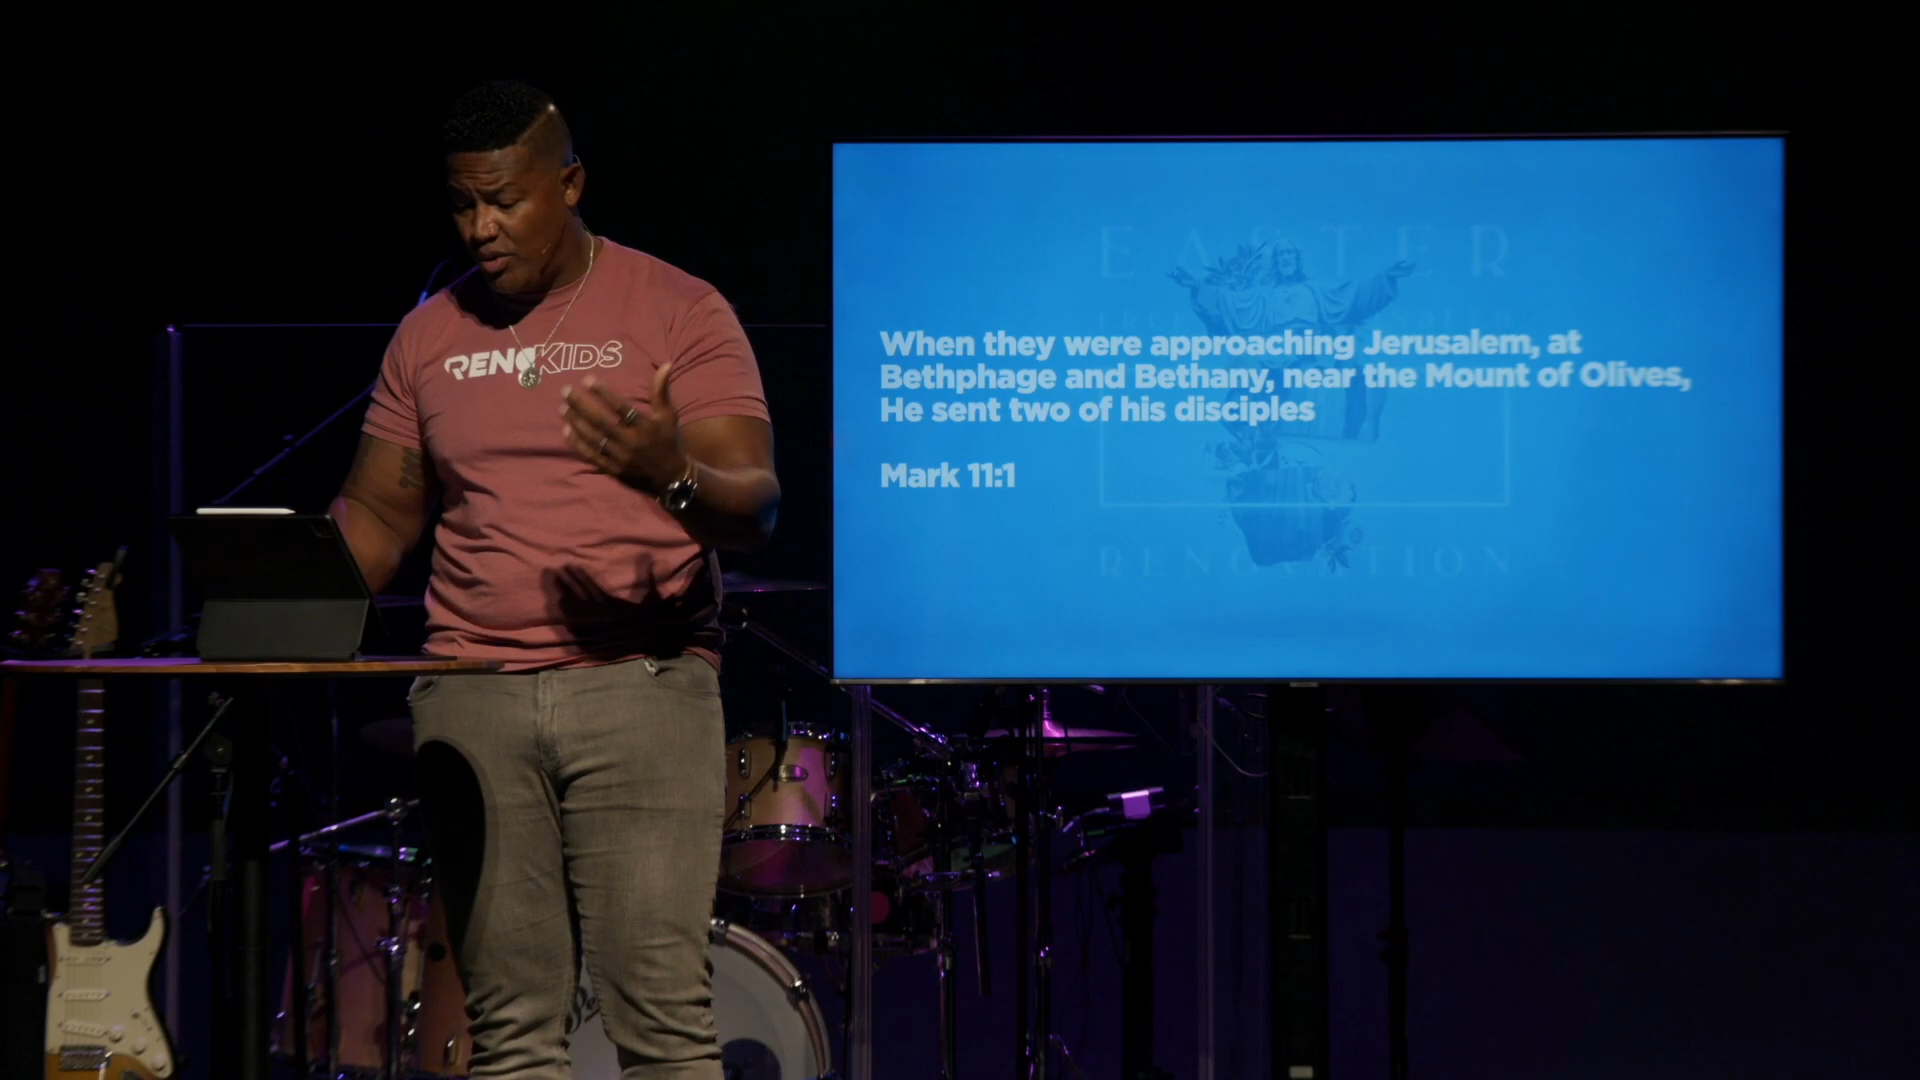 RENOKIDS
EASTER
When they were approaching Jerusalem, at
Bethphage and Bethany, near the Mount of Olives,
He sent two of his disciples
Mark 11:1
RENOVATION